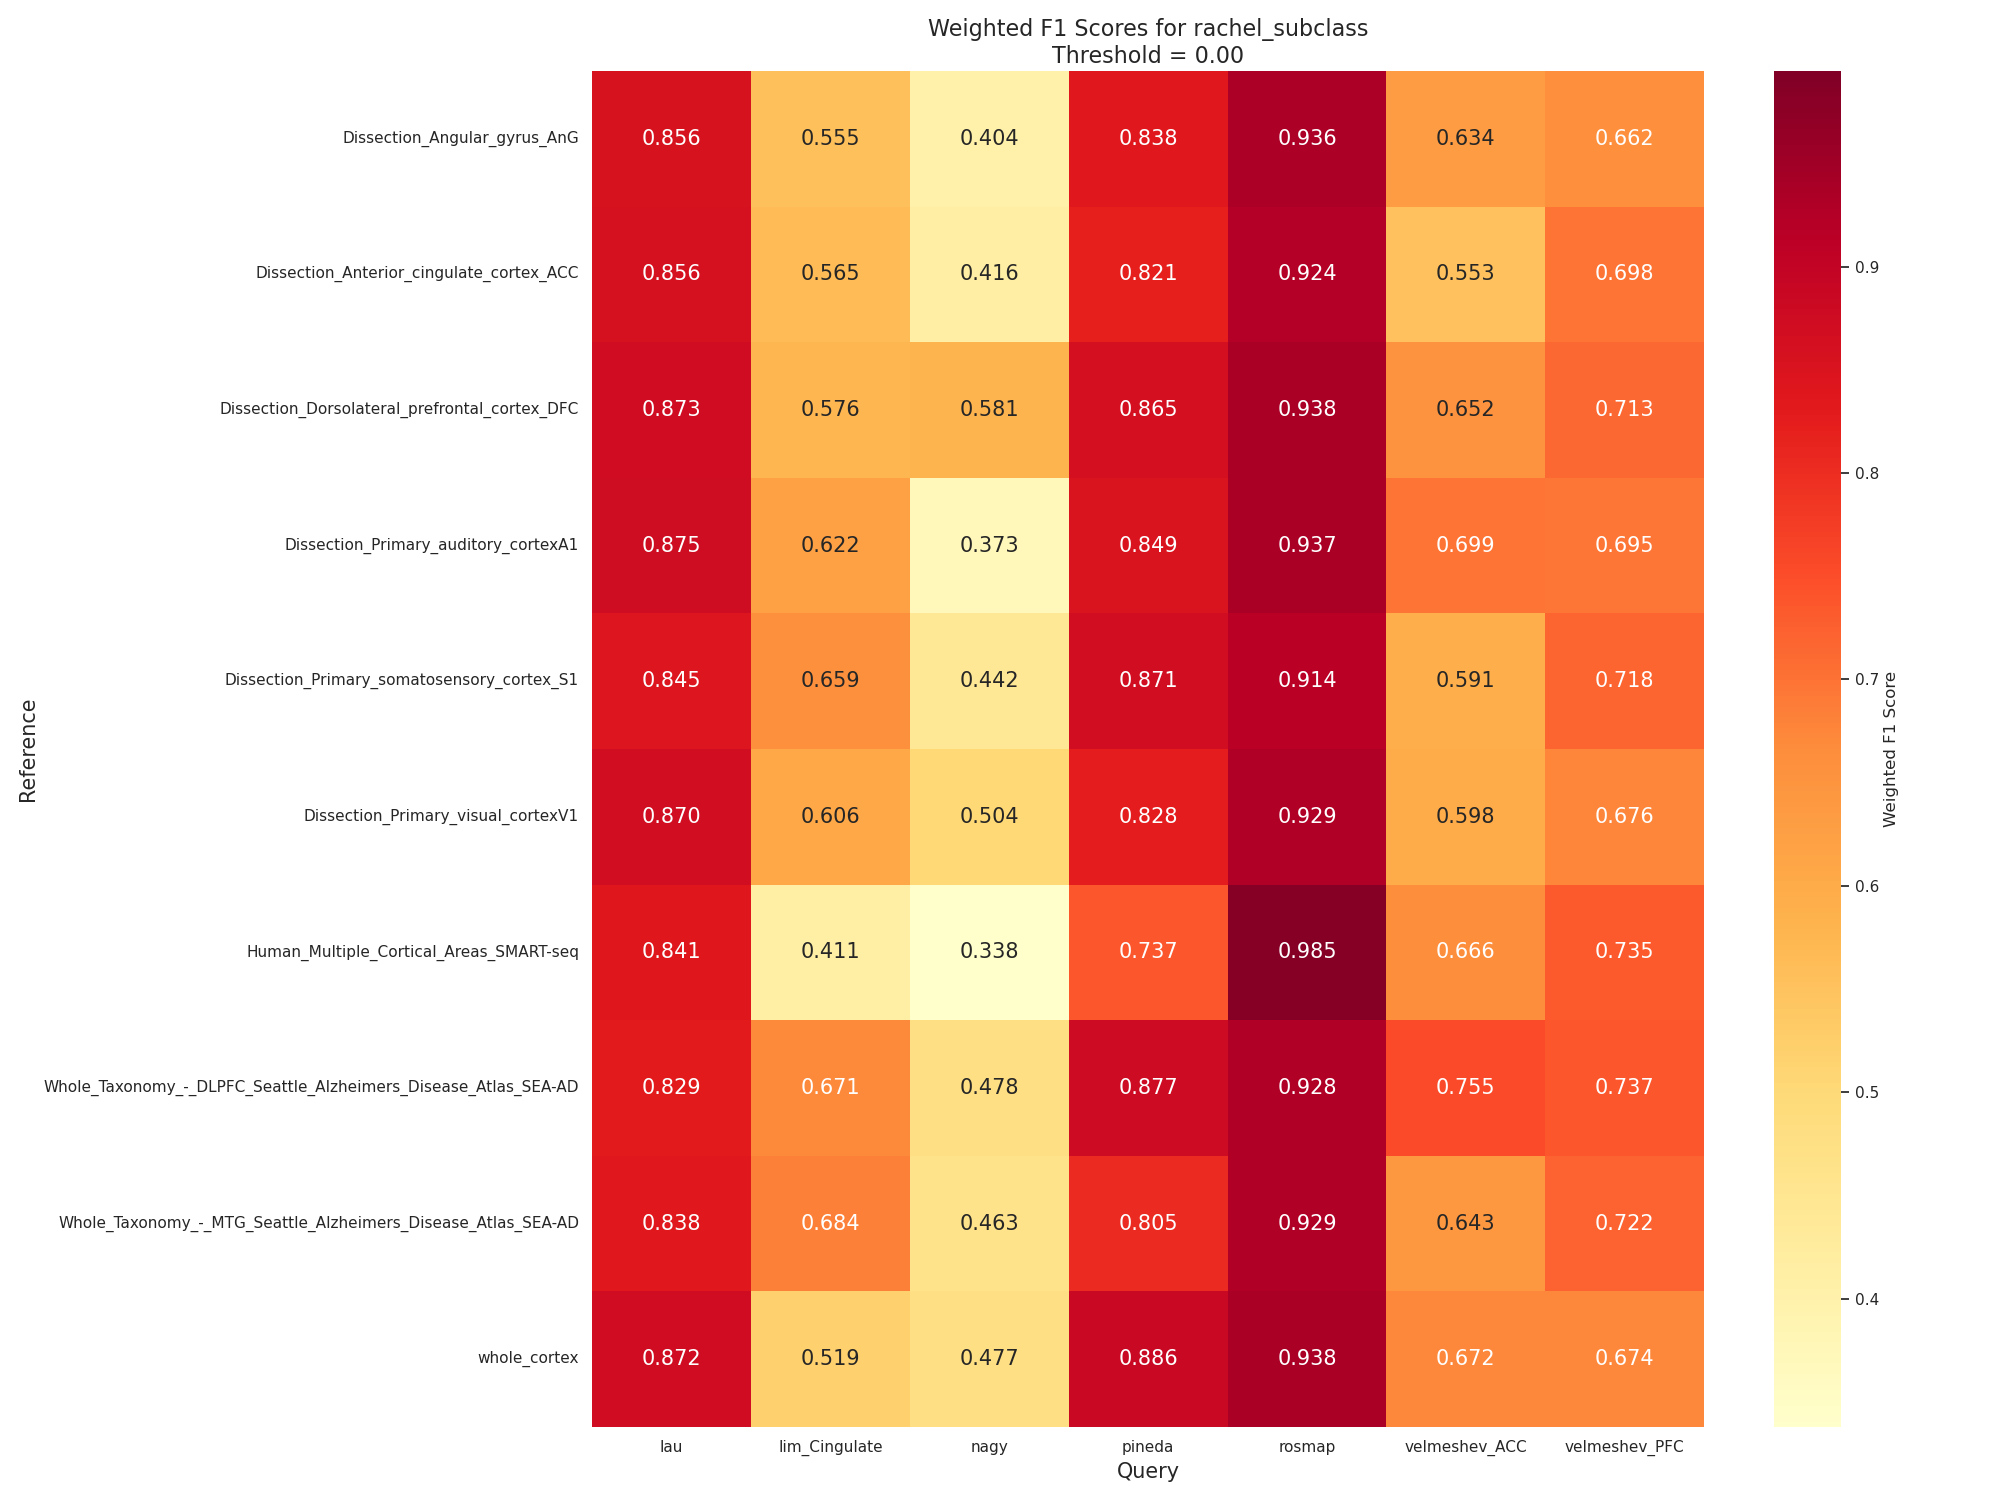 Weighted F1 Scores for rachel_subclass
Threshold = 0.00
Reference
Dissection_Angular_gyrus_AnG 0.856 0.555 0.404 0.838 0.936 0.634 0.662
Dissection_Anterior_cingulate_cortex_ACC 0.856 0.565 0.416 0.821 0.924 0.553 0.698
Dissection_Dorsolateral_prefrontal_cortex_DFC 0.873 0.576 0.581 0.865 0.938 0.652 0.713
Dissection_Primary_auditory_cortexA1 0.875 0.622 0.373 0.849 0.937 0.699 0.695
Dissection_Primary_somatosensory_cortex_S1 0.845 0.659 0.442 0.871 0.914 0.591 0.718
Dissection_Primary_visual_cortexV1 0.870 0.606 0.504 0.828 0.929 0.598 0.676
Human_Multiple_Cortical_Areas_SMART-seq 0.841 0.411 0.338 0.737 0.985 0.666 0.735
Whole_Taxonomy_-_DLPFC_Seattle_Alzheimers_Disease_Atlas_SEA-AD 0.829 0.671 0.478 0.877 0.928 0.755 0.737
Whole_Taxonomy_-_MTG_Seattle_Alzheimers_Disease_Atlas_SEA-AD 0.838 0.684 0.463 0.805 0.929 0.643 0.722
whole_cortex 0.872 0.519 0.477 0.886 0.938 0.672 0.674
lau lim_Cingulate nagy pineda rosmap velmeshev_ACC velmeshev_PFC
Query
0.9
0.8
0.7
0.6
0.5
0.4
Weighted F1 Score